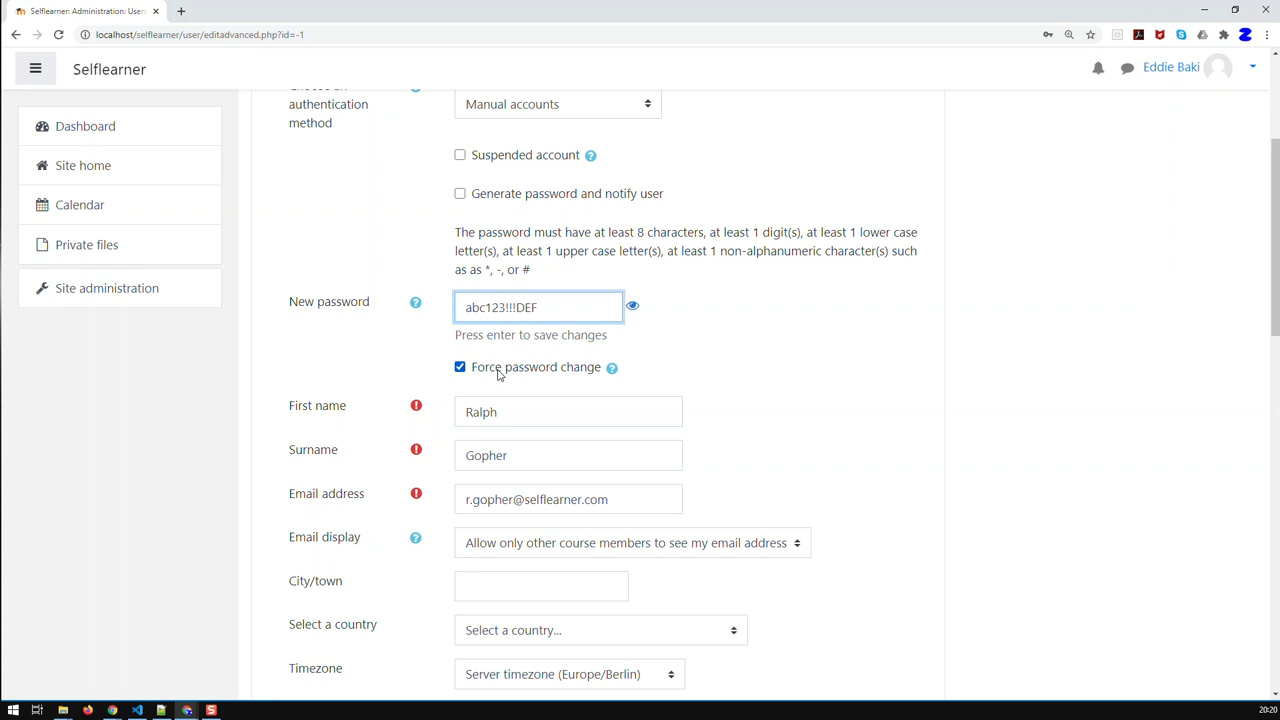 Selflearner: Administration: Users
localhost/selflearner/user/editadvanced.php?id=-1
Selflearner
Eddie Baki
Dashboard
Site home
Calendar
Private files
Site administration
authentication
method
Manual accounts
Suspended account
Generate password and notify user
The password must have at least 8 characters, at least 1 digit(s), at least 1 lower case
letter(s), at least 1 upper case letter(s), at least 1 non-alphanumeric character(s) such
as as *, -, or #
New password
abc123!!!DEF
Press enter to save changes
Force password change
First name
Ralph
Surname
Gopher
Email address
r.gopher@selflearner.com
Email display
Allow only other course members to see my email address
City/town
Select a country
Select a country...
Timezone
Server timezone (Europe/Berlin)
20:20